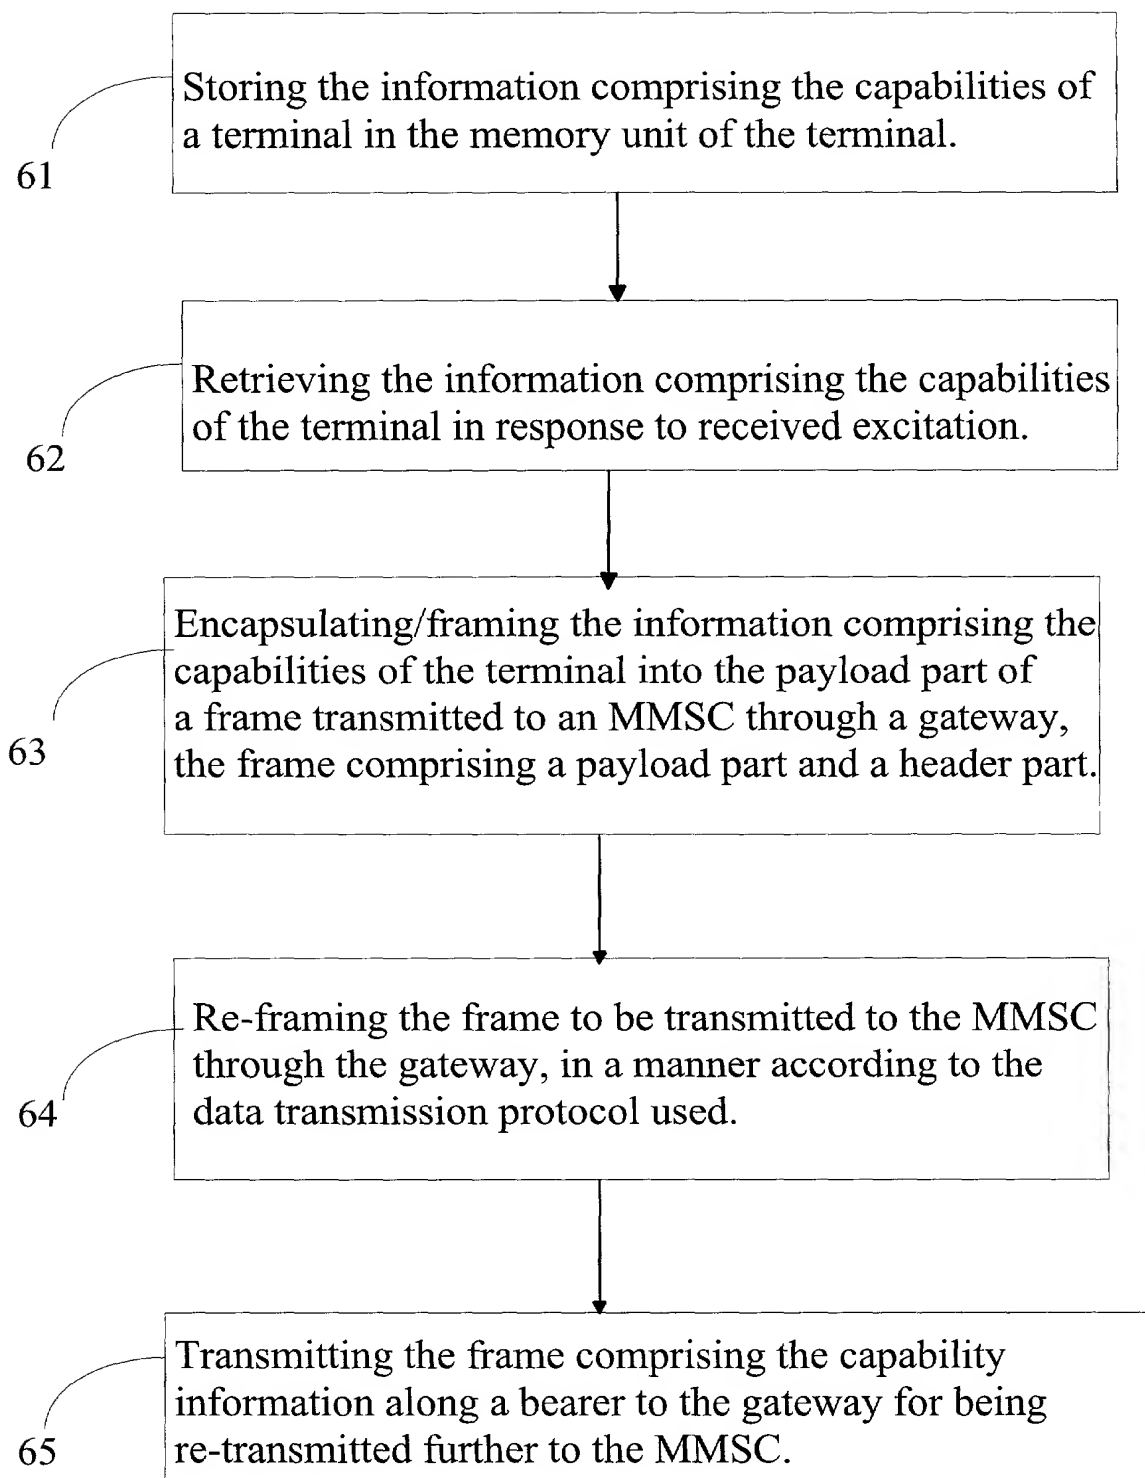 Storing the information comprising the capabilities of
a terminal in the memory unit of the terminal.
61
Retrieving the information comprising the capabilities
of the terminal in response to received excitation.
62
Encapsulating/framing the information comprising the
capabilities of the terminal into the payload part of
a frame transmitted to an MMSC through a gateway,
the frame comprising a payload part and a header part.
63
Re-framing the frame to be transmitted to the MMSC
through the gateway, in a manner according to the
data transmission protocol used.
64
Transmitting the frame comprising the capability
information along a bearer to the gateway for being
re-transmitted further to the MMSC.
65